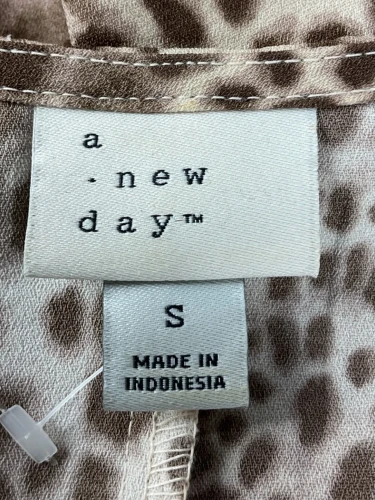 a
· new
day™
S
MADE IN
INDONESIA